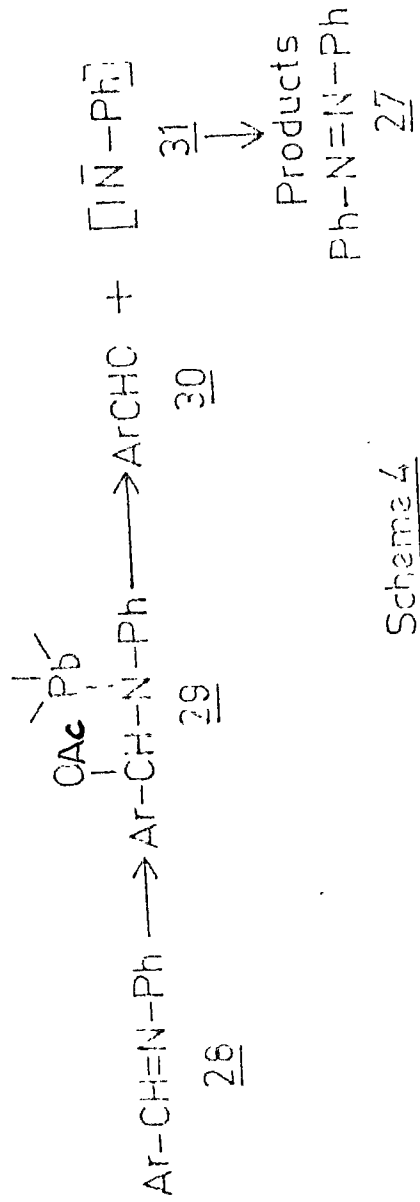 OAc Pb
Ar-CH=N-Ph → Ar-CH-N-Ph → ArCHO + [IN̄-Ph]
28 29 30 31
Products
Ph-N=N-Ph
27
Scheme 4